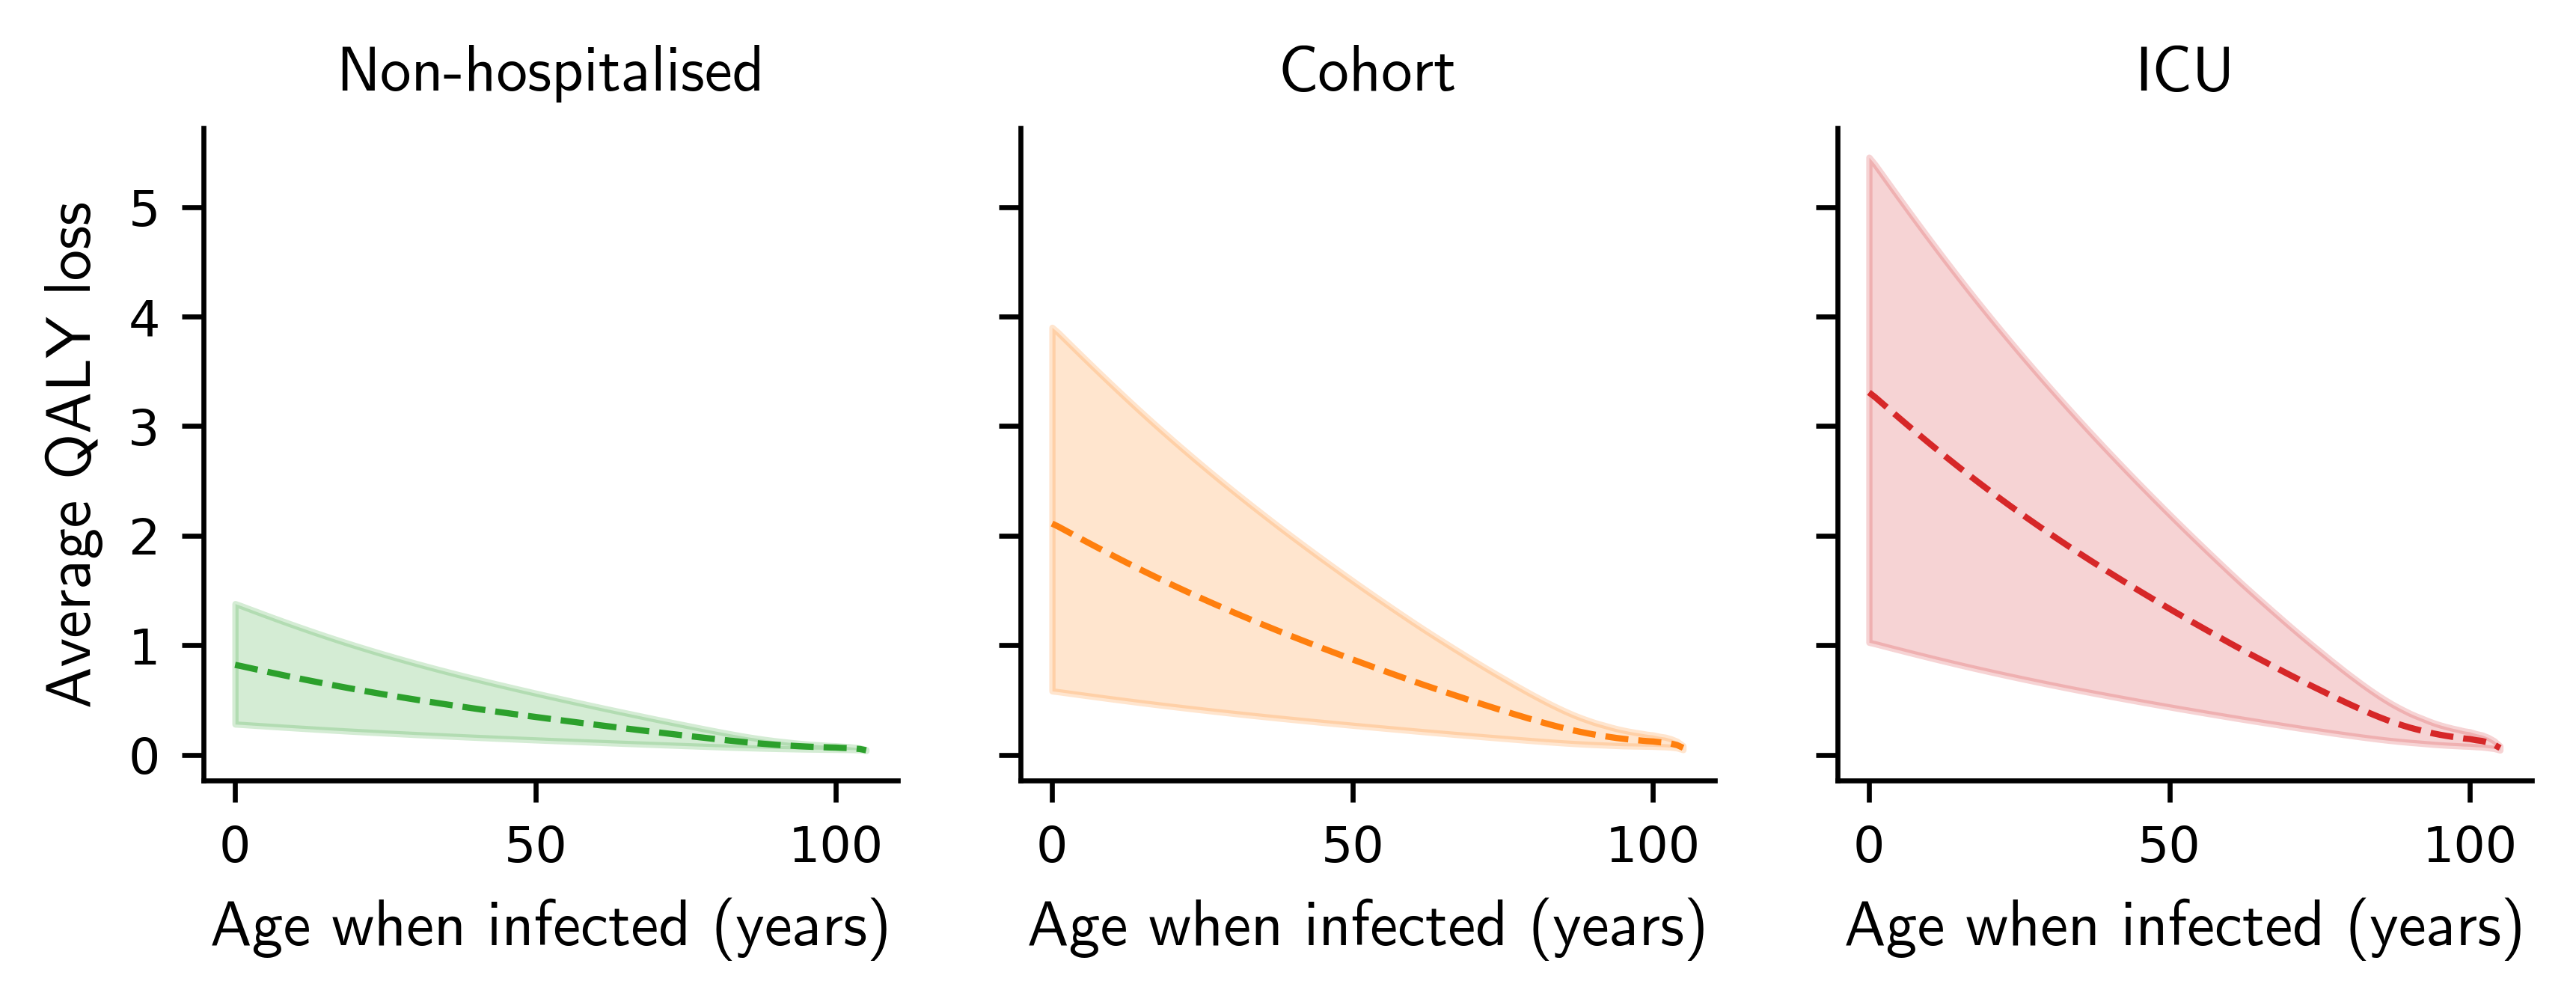 Non-hospitalised
Cohort
ICU
Average QALY loss
5
4
3
2
1
0
0 50 100
0 50 100
0 50 100
Age when infected (years)
Age when infected (years)
Age when infected (years)